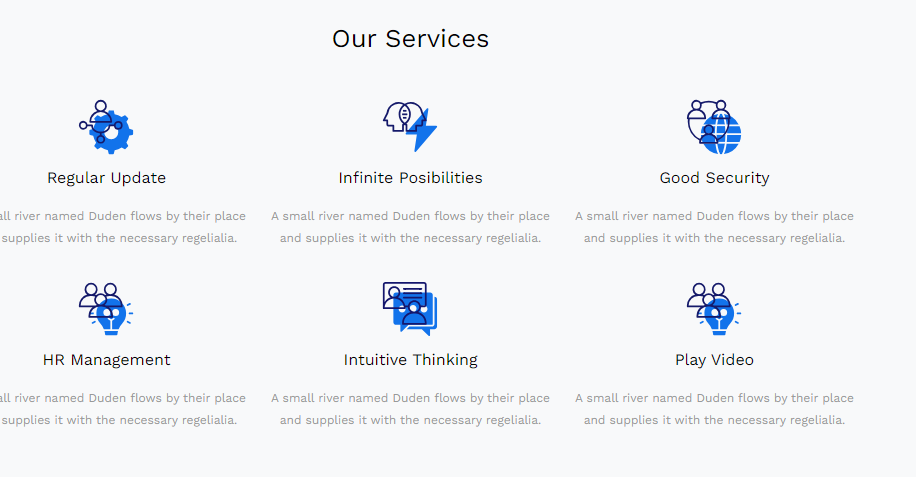 Our Services
Regular Update
Infinite Posibilities
Good Security
river named Duden flows by their place
A small river named Duden flows by their place
A small river named Duden flows by their place
supplies it with the necessary regelialia.
and supplies it with the necessary regelialia.
and supplies it with the necessary regelialia.
HR Management
Intuitive Thinking
Play Video
river named Duden flows by their place
A small river named Duden flows by their place
A small river named Duden flows by their place
supplies it with the necessary regelialia.
and supplies it with the necessary regelialia.
and supplies it with the necessary regelialia.